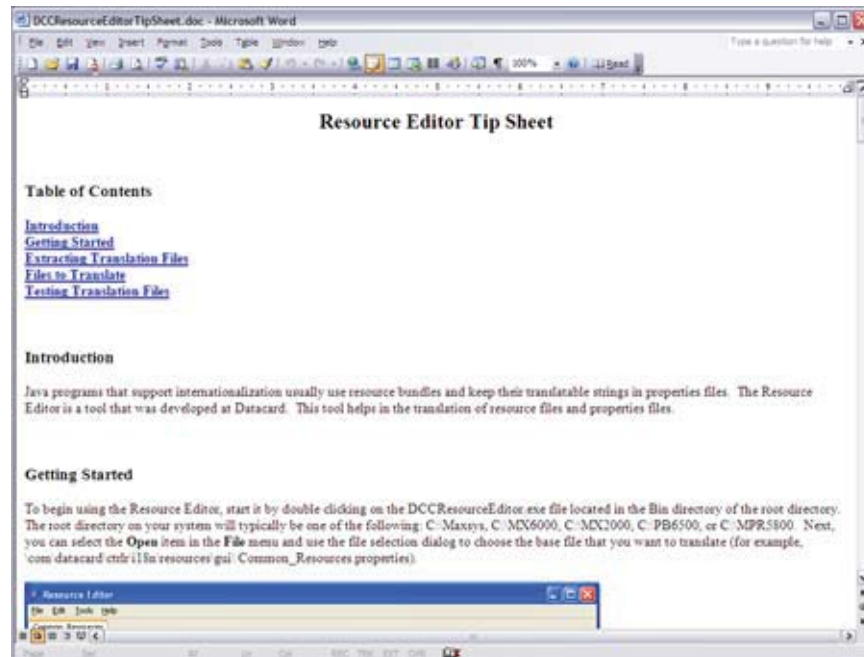 DCCResourceEditorTipSheet.doc - Microsoft Word
File Edit View Insert Format Tools Table Window Help
Type a question for help
100% Read
Resource Editor Tip Sheet
Table of Contents
Introduction
Getting Started
Extracting Translation Files
Files to Translate
Testing Translation Files
Introduction
Java programs that support internationalization usually use resource bundles and keep their translatable strings in properties files. The Resource
Editor is a tool that was developed at Datacard. This tool helps in the translation of resource files and properties files.
Getting Started
To begin using the Resource Editor, start it by double clicking on the DCCResourceEditor.exe file located in the Bin directory of the root directory.
The root directory on your system will typically be one of the following: C:\Maxsys, C:\MX6000, C:\MX2000, C:\PB6500, or C:\MPR5800. Next,
you can select the Open item in the File menu and use the file selection dialog to choose the base file that you want to translate (for example,
\com\datacard\ctrlr\i18n\resources\gui\Common_Resources.properties).
Resource Editor
File Edit Tools Help
Common_Resources
Page Sec At Ln Col REC TRK EXT OVR